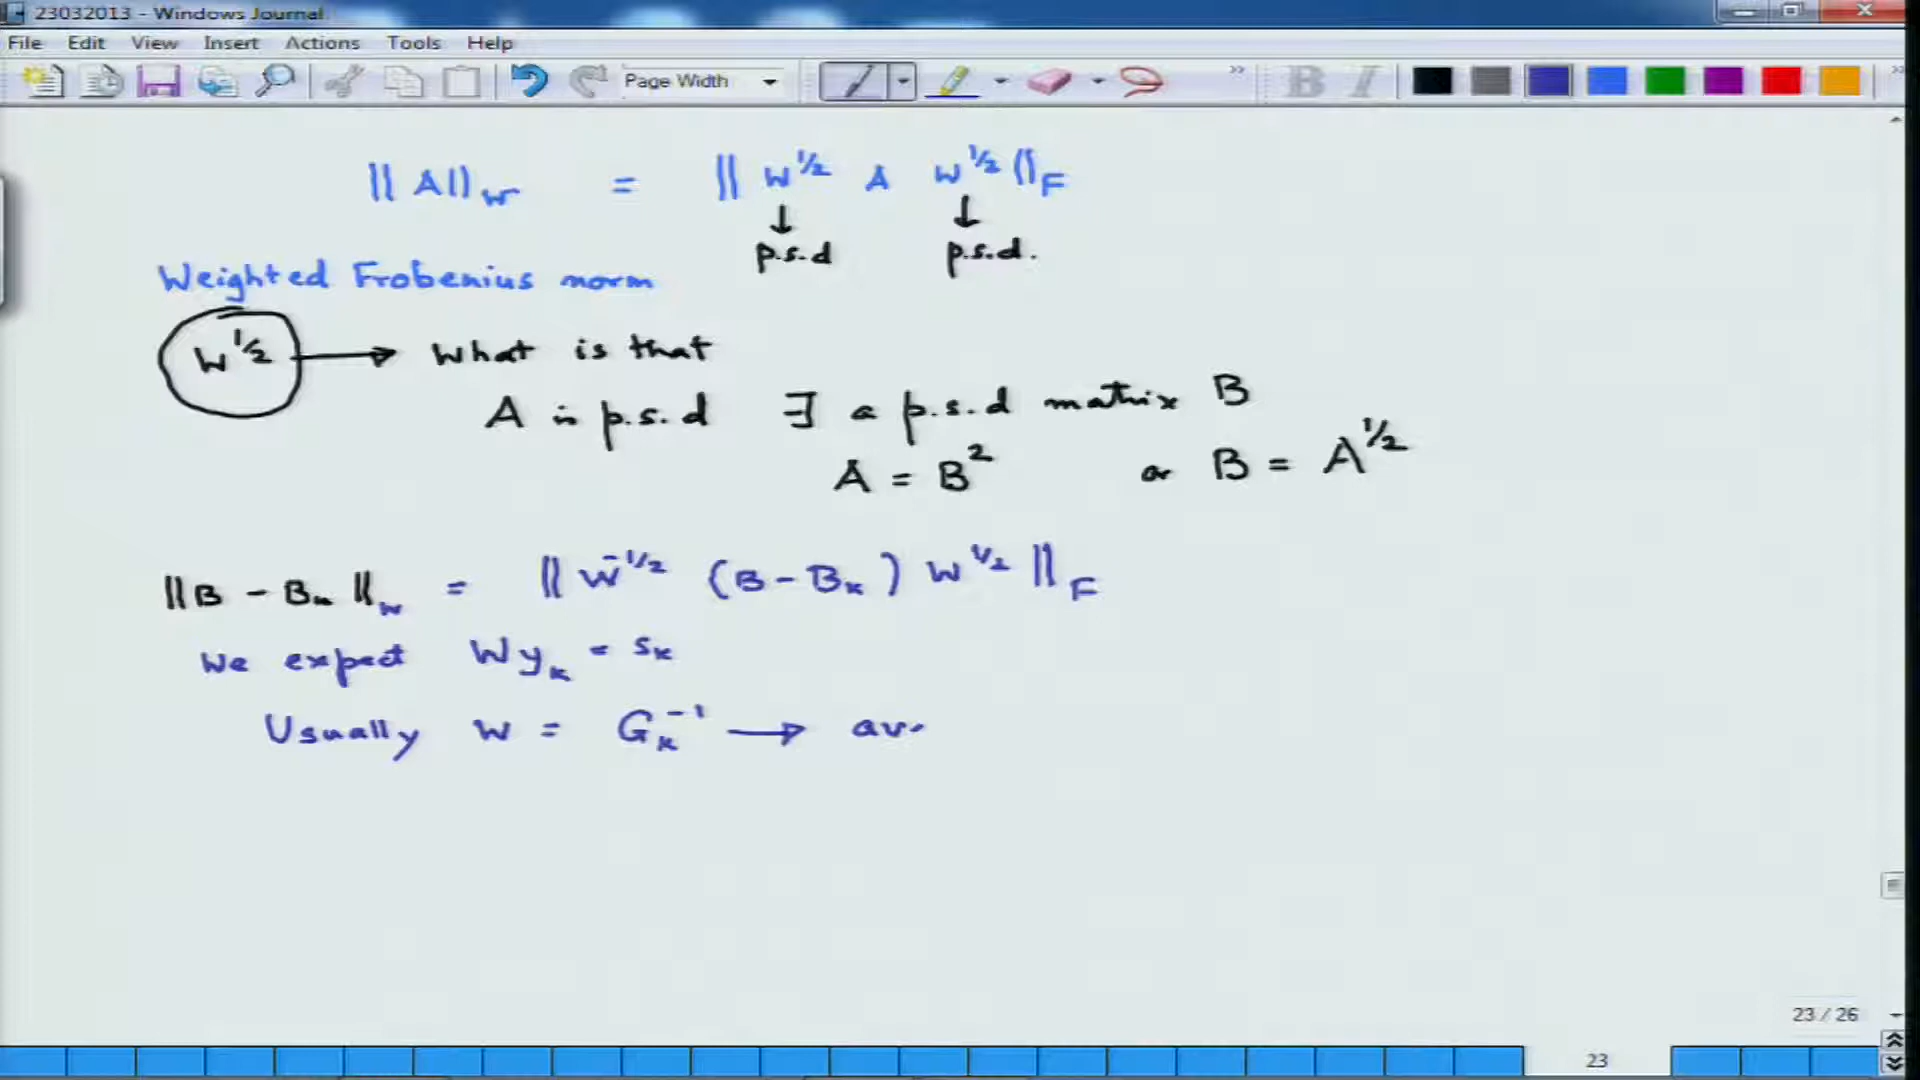 23032013 - Windows Journal
File Edit View Insert Actions Tools Help
Page Width
|| A ||_W = || W^1/2 A W^1/2 ||_F
↓ ↓
p.s.d p.s.d.
Weighted Frobenius norm
W^1/2 → What is that
A is p.s.d ∃ a p.s.d matrix B
A = B^2 or B = A^1/2
|| B - B_k ||_W = || W^-1/2 (B - B_k) W^1/2 ||_F
We expect W y_k = s_k
Usually W = G_k^-1 → av
23 / 26
23